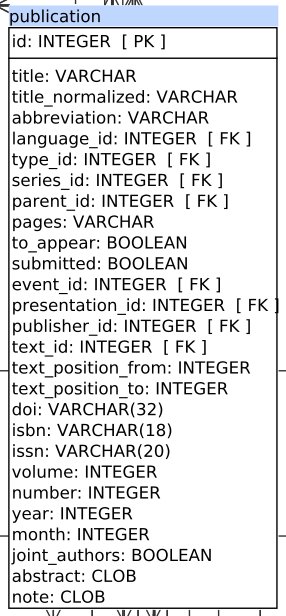 publication
id: INTEGER [ PK ]
title: VARCHAR
title_normalized: VARCHAR
abbreviation: VARCHAR
language_id: INTEGER [ FK ]
type_id: INTEGER [ FK ]
series_id: INTEGER [ FK ]
parent_id: INTEGER [ FK ]
pages: VARCHAR
to_appear: BOOLEAN
submitted: BOOLEAN
event_id: INTEGER [ FK ]
presentation_id: INTEGER [ FK ]
publisher_id: INTEGER [ FK ]
text_id: INTEGER [ FK ]
text_position_from: INTEGER
text_position_to: INTEGER
doi: VARCHAR(32)
isbn: VARCHAR(18)
issn: VARCHAR(20)
volume: INTEGER
number: INTEGER
year: INTEGER
month: INTEGER
joint_authors: BOOLEAN
abstract: CLOB
note: CLOB